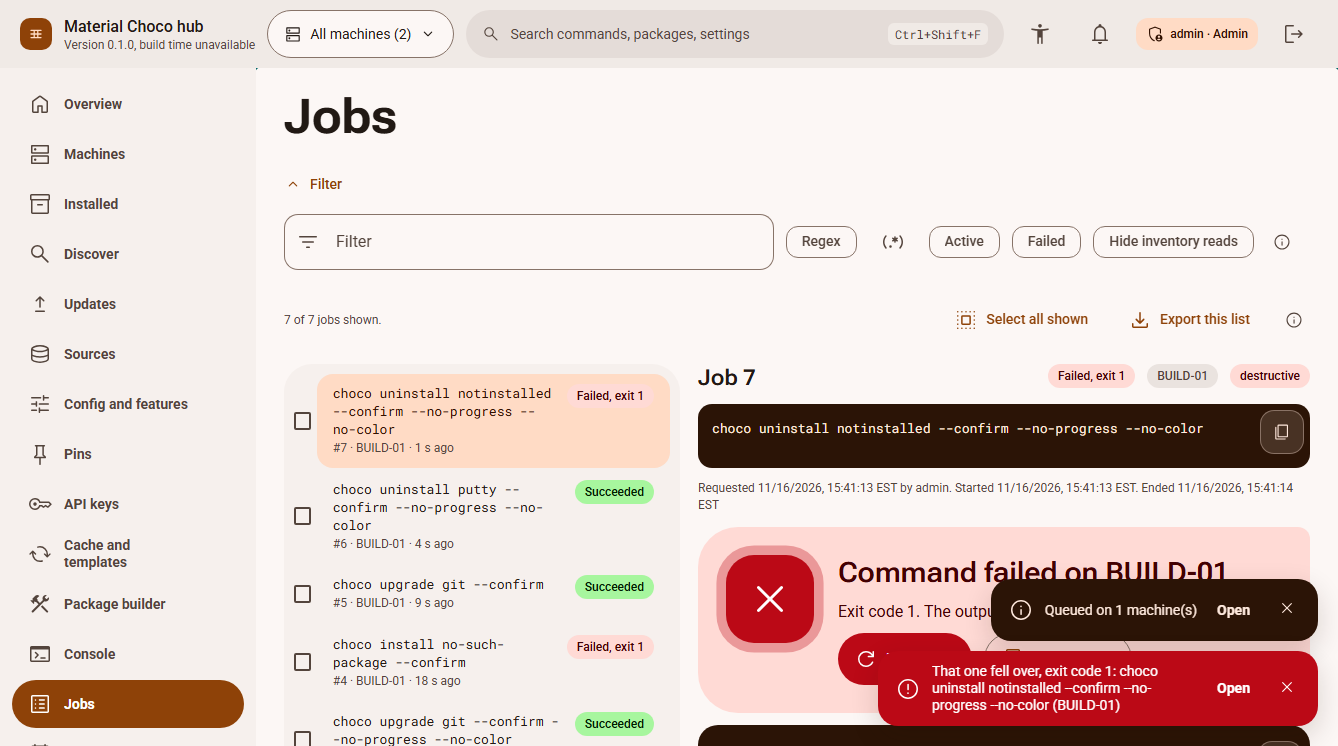 Material Choco hub
Version 0.1.0, build time unavailable
All machines (2)
Search commands, packages, settings
Ctrl+Shift+F
admin · Admin
Overview
Machines
Installed
Discover
Updates
Sources
Config and features
Pins
API keys
Cache and
templates
Package builder
Console
Jobs
Jobs
Filter
Filter
Regex
(.*)
Active
Failed
Hide inventory reads
7 of 7 jobs shown.
Select all shown
Export this list
choco uninstall notinstalled
--confirm --no-progress --
no-color
#7 · BUILD-01 · 1 s ago
Failed, exit 1
choco uninstall putty --
confirm --no-progress --no-
color
#6 · BUILD-01 · 4 s ago
Succeeded
choco upgrade git --confirm
#5 · BUILD-01 · 9 s ago
Succeeded
choco install no-such-
package --confirm
#4 · BUILD-01 · 18 s ago
Failed, exit 1
choco upgrade git --confirm -
-no-progress --no-color
Succeeded
Job 7
Failed, exit 1
BUILD-01
destructive
choco uninstall notinstalled --confirm --no-progress --no-color
Requested 11/16/2026, 15:41:13 EST by admin. Started 11/16/2026, 15:41:13 EST. Ended 11/16/2026, 15:41:14
EST
Command failed on BUILD-01
Exit code 1. The outpu
Queued on 1 machine(s)
Open
That one fell over, exit code 1: choco
uninstall notinstalled --confirm --no-
progress --no-color (BUILD-01)
Open